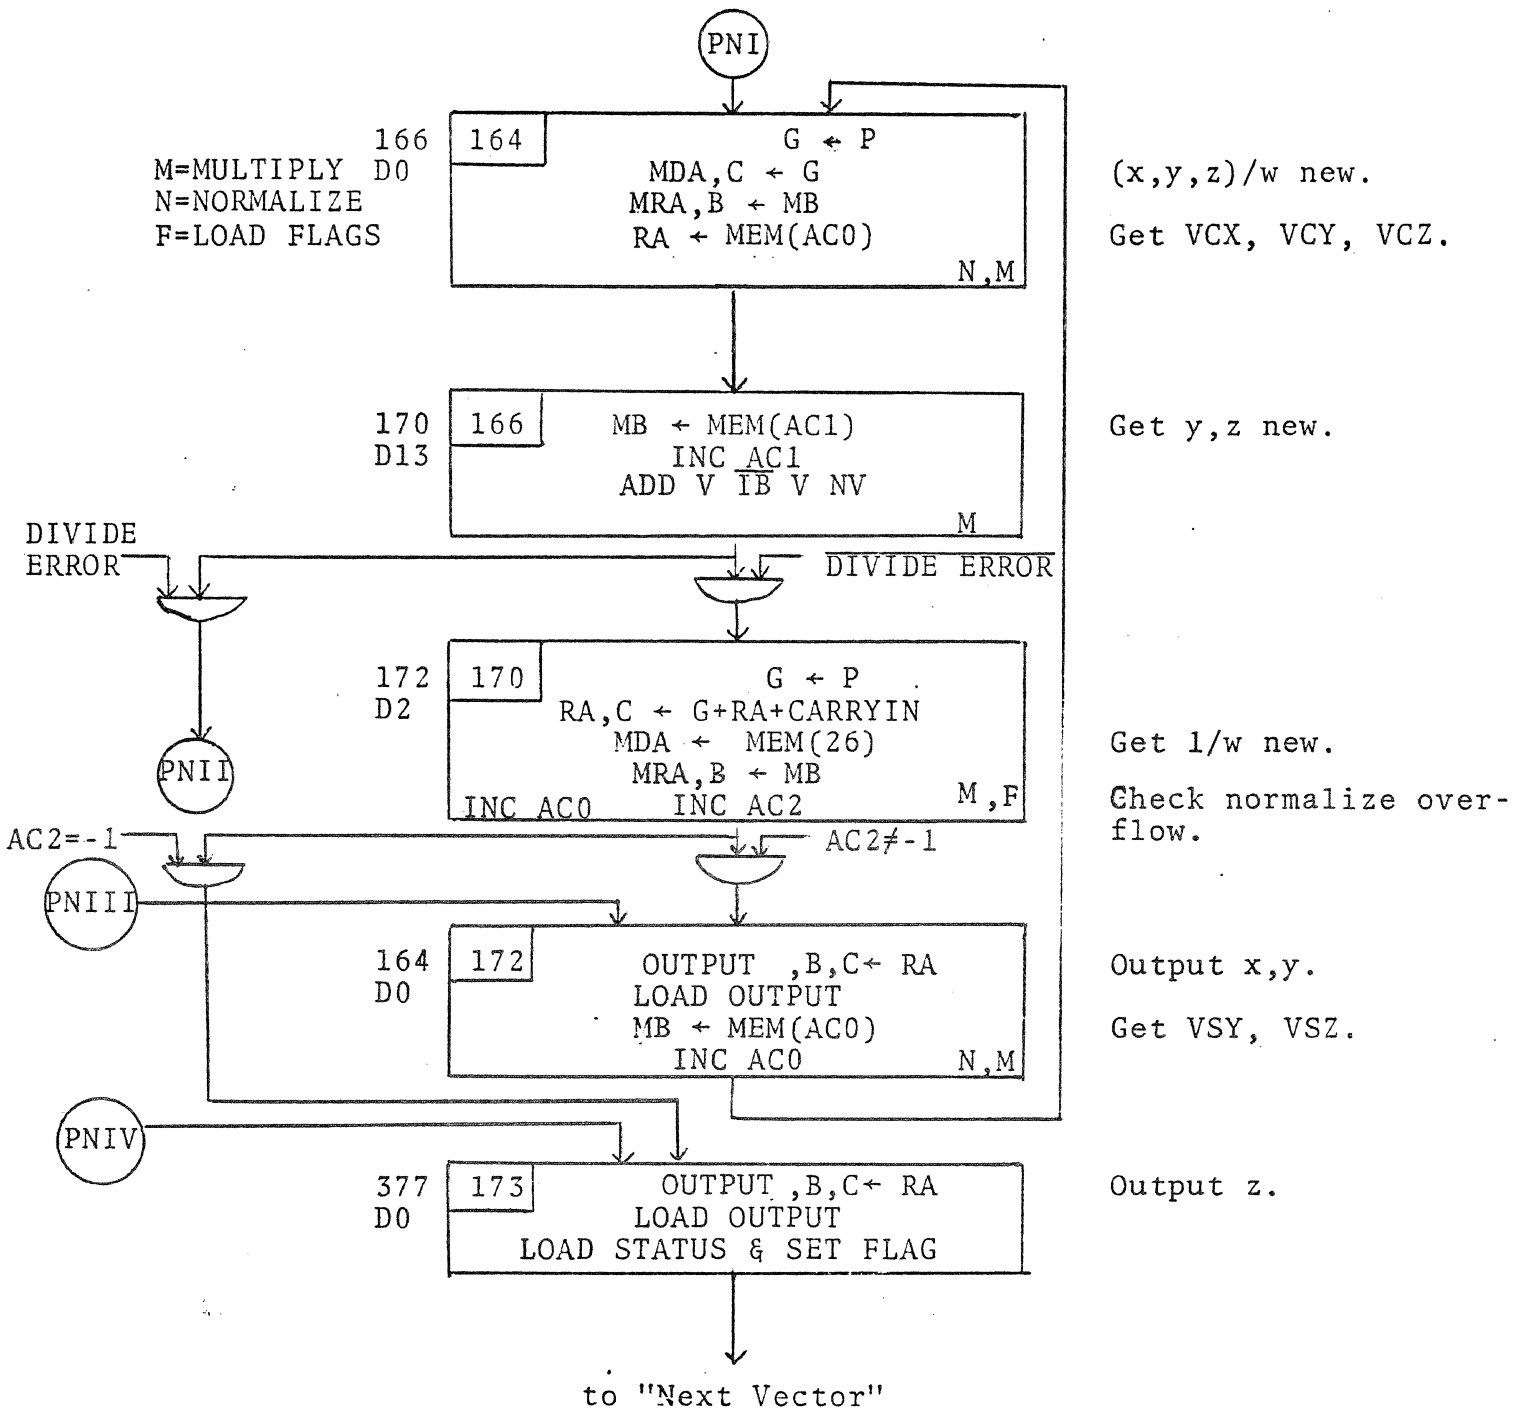 PNI
166 164 G ← P
M=MULTIPLY D0 MDA,C ← G (x,y,z)/w new.
N=NORMALIZE MRA,B ← MB
F=LOAD FLAGS RA ← MEM(AC0) Get VCX, VCY, VCZ.
N,M
170 166 MB ← MEM(AC1) Get y,z new.
D13 INC AC1
ADD V I̅B̅ V NV
M
DIVIDE
ERROR D̅I̅V̅I̅D̅E̅ E̅R̅R̅O̅R̅
172 170 G ← P
D2 RA,C ← G+RA+CARRYIN
MDA ← MEM(26) Get 1/w new.
PNII MRA,B ← MB
INC AC0 INC AC2 M,F Check normalize over-
flow.
AC2=-1 AC2≠-1
PNIII
164 172 OUTPUT ,B,C← RA Output x,y.
D0 LOAD OUTPUT
MB ← MEM(AC0) Get VSY, VSZ.
INC AC0 N,M
PNIV
377 173 OUTPUT ,B,C← RA Output z.
D0 LOAD OUTPUT
LOAD STATUS & SET FLAG
to "Next Vector"